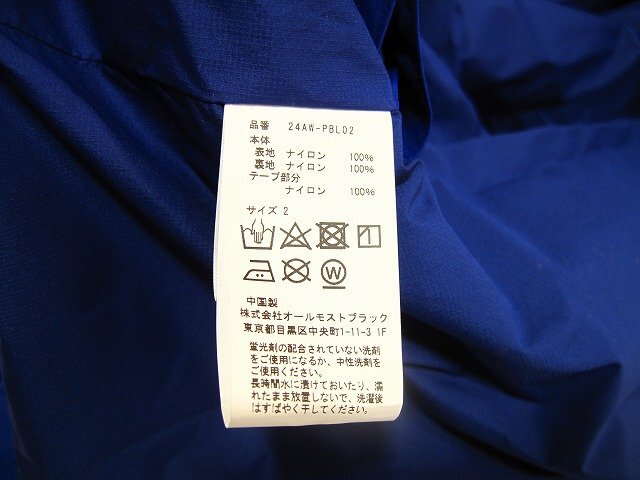 品番 24AW-PBL02
本体
表地 ナイロン 100%
裏地 ナイロン 100%
テープ部分
ナイロン 100%
サイズ 2
W
中国製
株式会社オールモストブラック
東京都目黒区中央町1-11-3 1F
蛍光剤の配合されていない洗剤
をご使用になるか、中性洗剤をご
使用ください。
長時間水に漬けておいたり、濡れ
たまま放置しないで、洗濯後
はすばやく干してください。